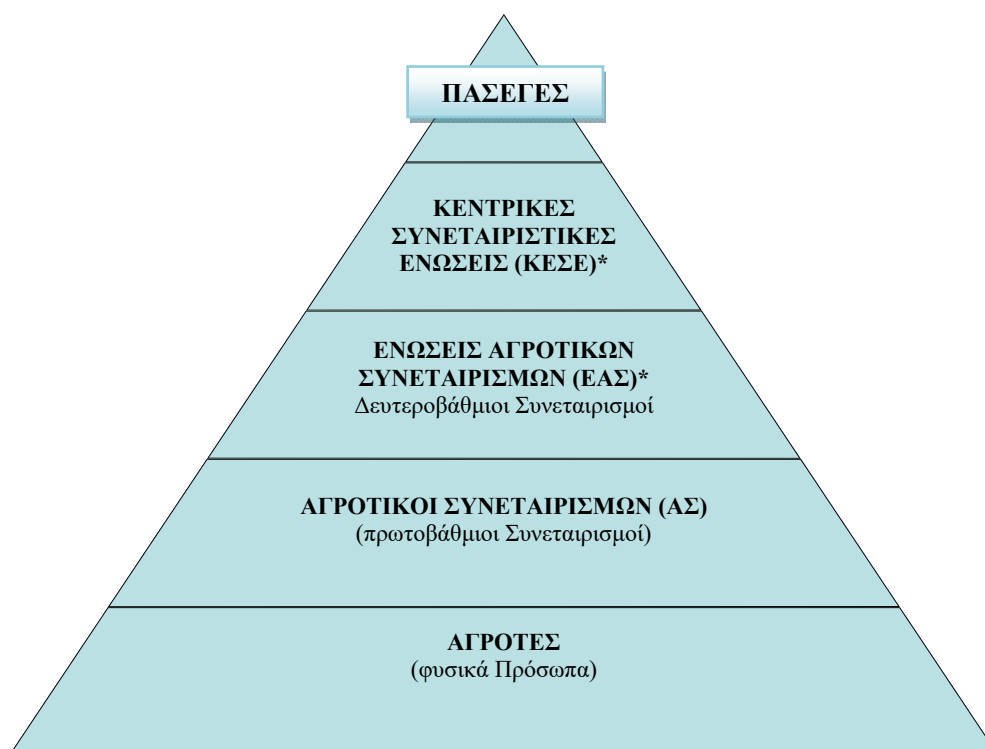 ΠΑΣΕΓΕΣ
ΚΕΝΤΡΙΚΕΣ
ΣΥΝΕΤΑΙΡΙΣΤΙΚΕΣ
ΕΝΩΣΕΙΣ (ΚΕΣΕ)*
ΕΝΩΣΕΙΣ ΑΓΡΟΤΙΚΩΝ
ΣΥΝΕΤΑΙΡΙΣΜΩΝ (ΕΑΣ)*
Δευτεροβάθμιοι Συνεταιρισμοί
ΑΓΡΟΤΙΚΟΙ ΣΥΝΕΤΑΙΡΙΣΜΩΝ (ΑΣ)
(πρωτοβάθμιοι Συνεταιρισμοί)
ΑΓΡΟΤΕΣ
(φυσικά Πρόσωπα)